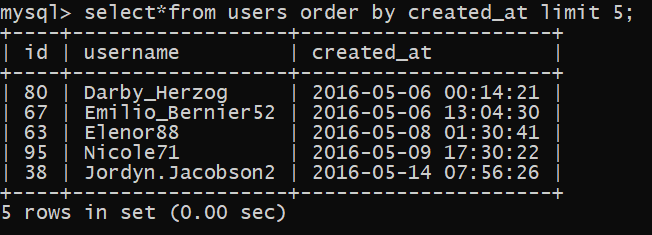 mysql> select*from users order by created_at limit 5;
+----+------------------+---------------------+
| id | username         | created_at          |
+----+------------------+---------------------+
| 80 | Darby_Herzog     | 2016-05-06 00:14:21 |
| 67 | Emilio_Bernier52 | 2016-05-06 13:04:30 |
| 63 | Elenor88         | 2016-05-08 01:30:41 |
| 95 | Nicole71         | 2016-05-09 17:30:22 |
| 38 | Jordyn.Jacobson2 | 2016-05-14 07:56:26 |
+----+------------------+---------------------+
5 rows in set (0.00 sec)